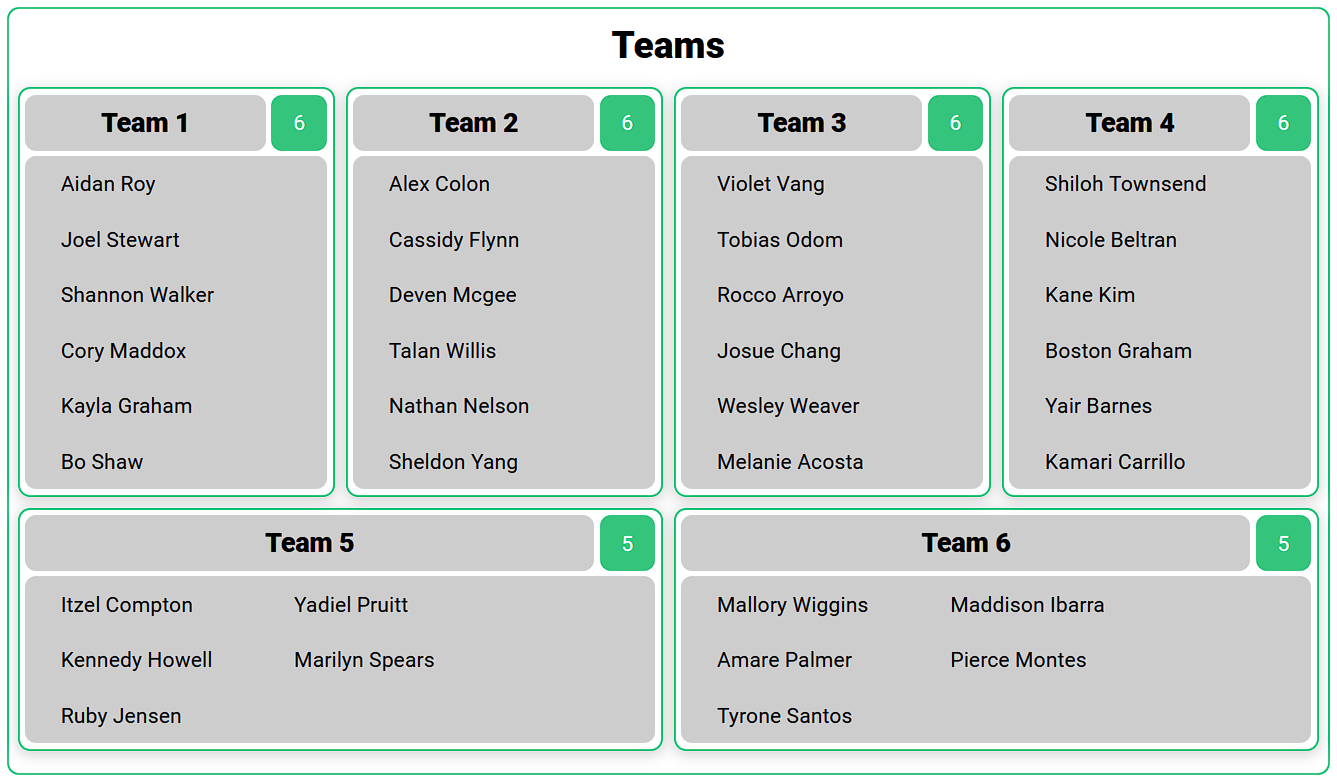 Teams
Team 1 6
Aidan Roy
Joel Stewart
Shannon Walker
Cory Maddox
Kayla Graham
Bo Shaw
Team 2 6
Alex Colon
Cassidy Flynn
Deven Mcgee
Talan Willis
Nathan Nelson
Sheldon Yang
Team 3 6
Violet Vang
Tobias Odom
Rocco Arroyo
Josue Chang
Wesley Weaver
Melanie Acosta
Team 4 6
Shiloh Townsend
Nicole Beltran
Kane Kim
Boston Graham
Yair Barnes
Kamari Carrillo
Team 5 5
Itzel Compton
Kennedy Howell
Ruby Jensen
Yadiel Pruitt
Marilyn Spears
Team 6 5
Mallory Wiggins
Amare Palmer
Tyrone Santos
Maddison Ibarra
Pierce Montes